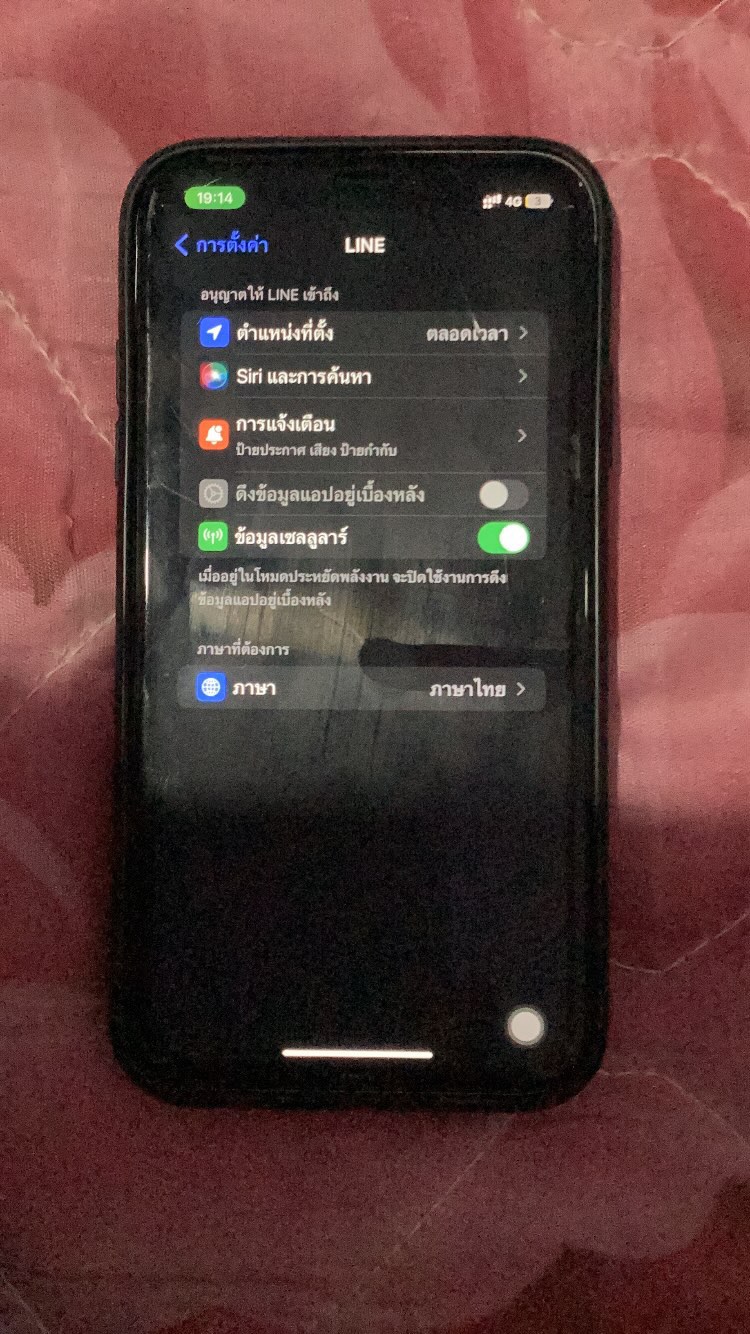 19:14
4G 3
การตั้งค่า
LINE
อนุญาตให้ LINE เข้าถึง
ตำแหน่งที่ตั้ง ตลอดเวลา
Siri และการค้นหา
การแจ้งเตือน
ป้ายประกาศ เสียง ป้ายกำกับ
ดึงข้อมูลแอปอยู่เบื้องหลัง
ข้อมูลเซลลูลาร์
เมื่ออยู่ในโหมดประหยัดพลังงาน จะปิดใช้งานการดึง
ข้อมูลแอปอยู่เบื้องหลัง
ภาษาที่ต้องการ
ภาษา ภาษาไทย